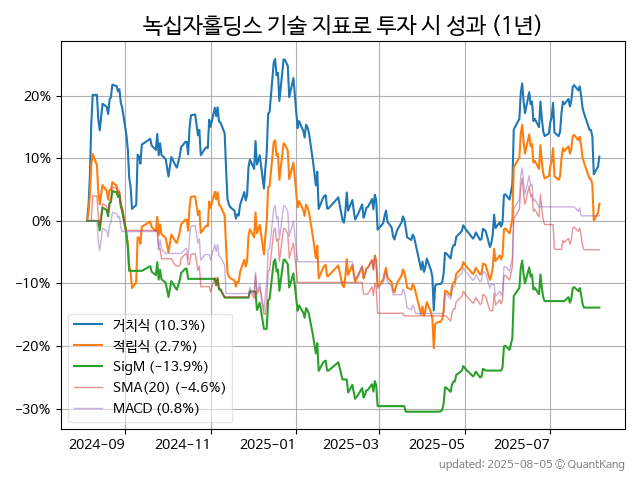 녹십자홀딩스 기술 지표로 투자 시 성과 (1년)
20%
10%
0%
−10%
−20%
−30%
거치식 (10.3%)
적립식 (2.7%)
SigM (−13.9%)
SMA(20) (−4.6%)
MACD (0.8%)
2024-09
2024-11
2025-01
2025-03
2025-05
2025-07
updated: 2025-08-05 © QuantKang